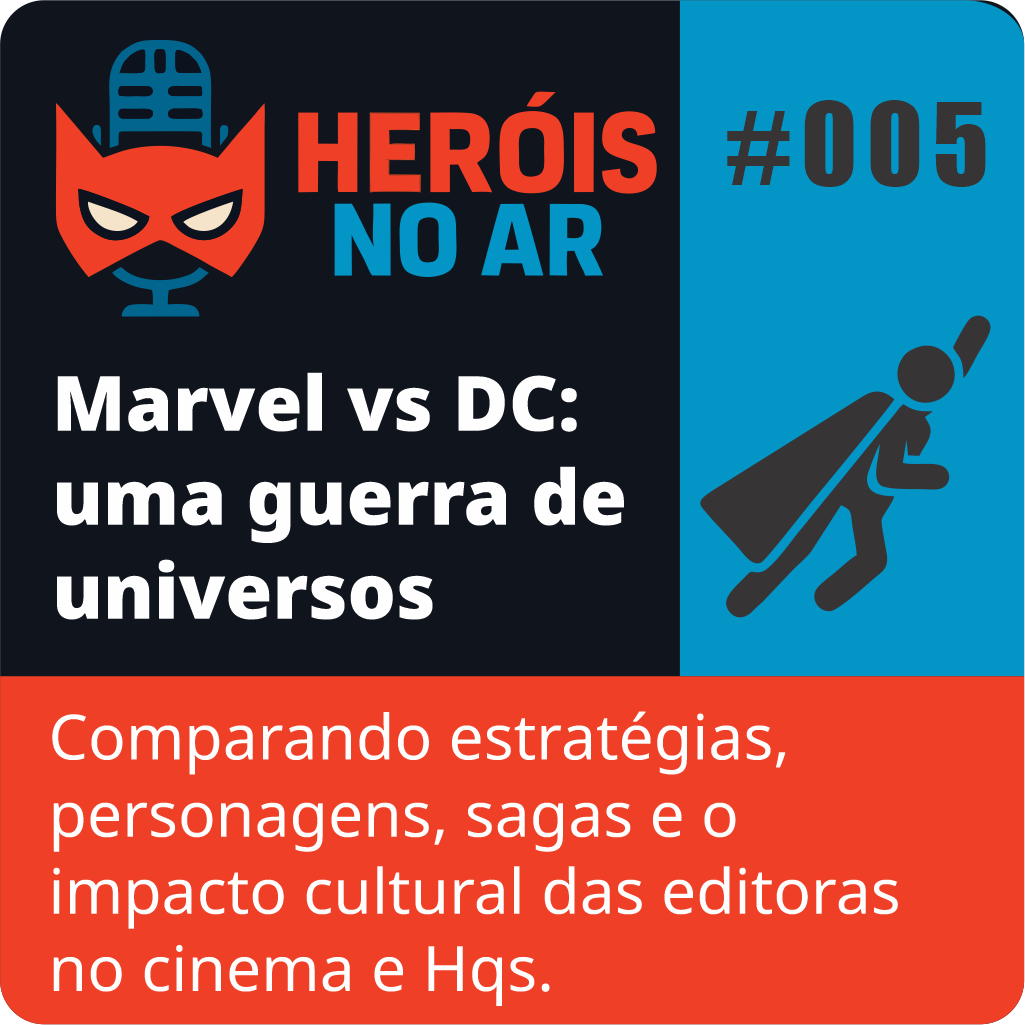 HERÓIS
NO AR
#005
Marvel vs DC:
uma guerra de
universos
Comparando estratégias,
personagens, sagas e o
impacto cultural das editoras
no cinema e Hqs.